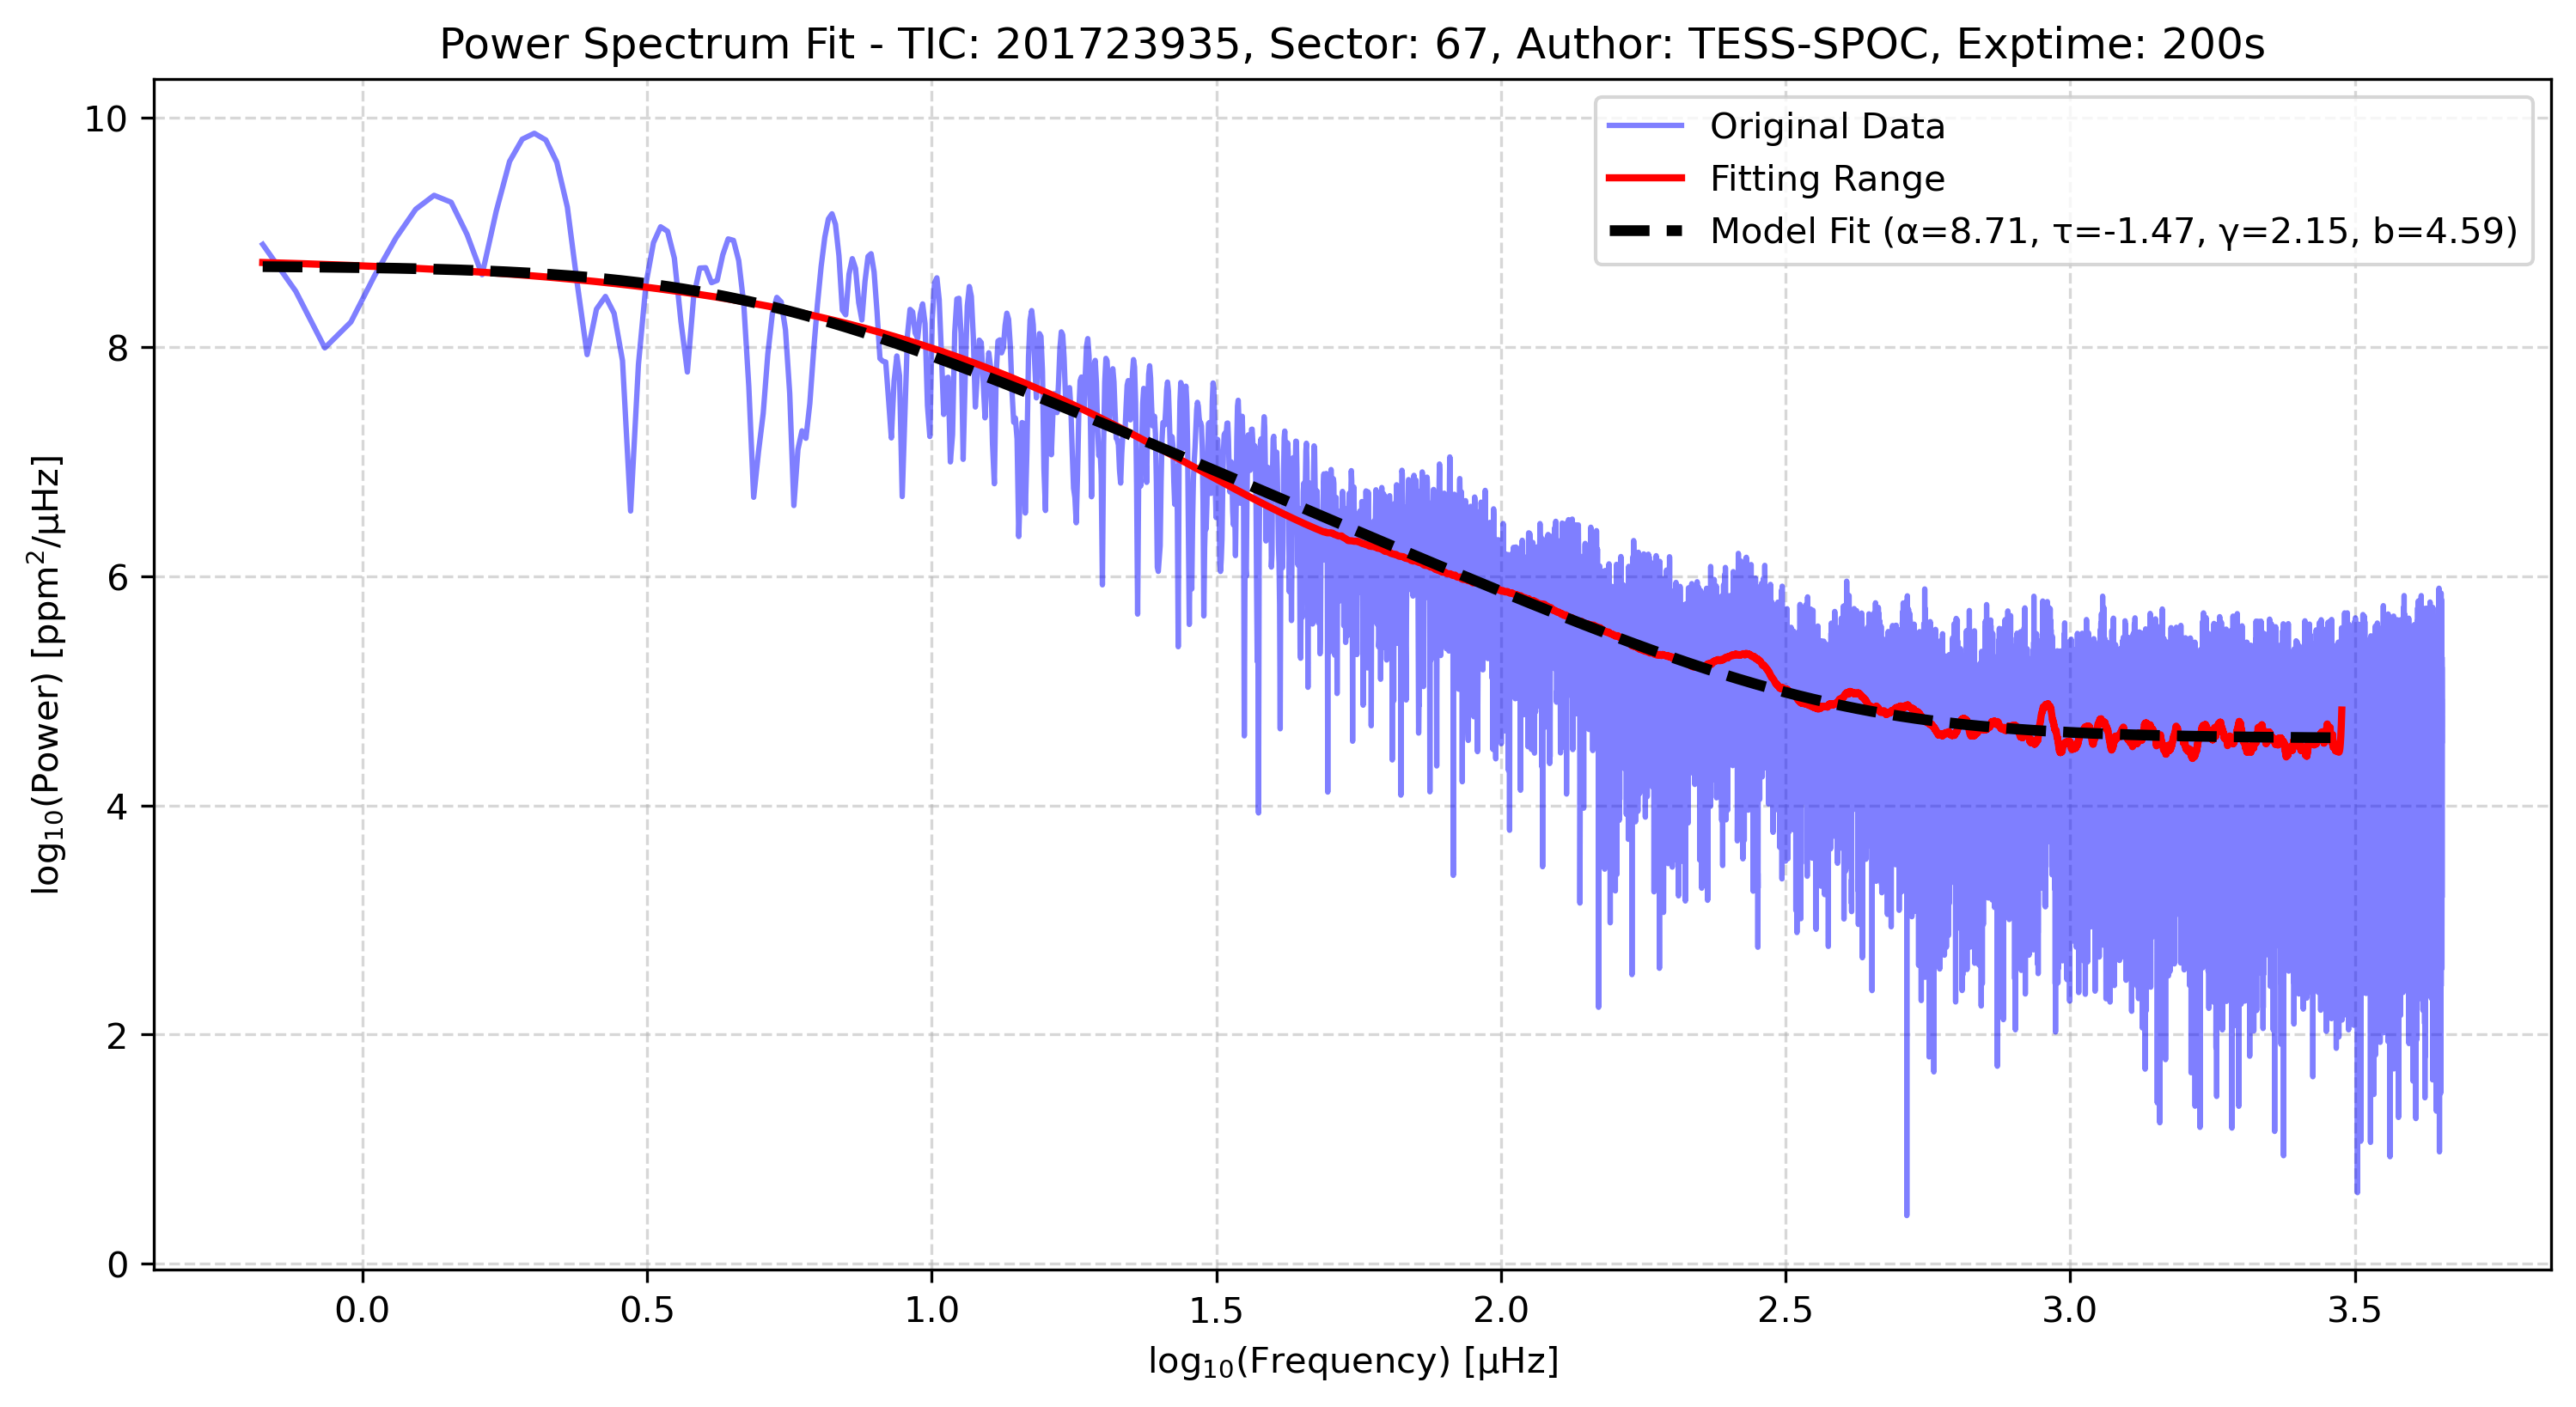 Power Spectrum Fit - TIC: 201723935, Sector: 67, Author: TESS-SPOC, Exptime: 200s
Original Data
Fitting Range
Model Fit (α=8.71, τ=-1.47, γ=2.15, b=4.59)
log₁₀(Power) [ppm²/μHz]
10
8
6
4
2
0
0.0 0.5 1.0 1.5 2.0 2.5 3.0 3.5
log₁₀(Frequency) [μHz]